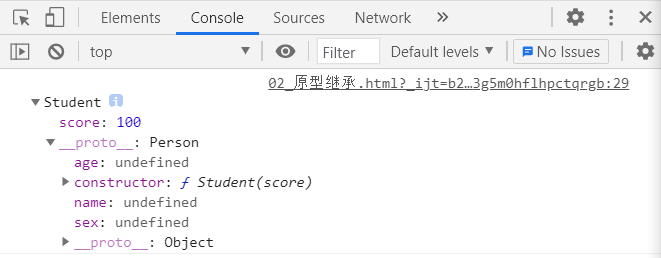 Elements Console Sources Network »
top Filter Default levels No Issues
02_原型继承.html?_ijt=b2…3g5m0hflhpctqrgb:29
Student i
score: 100
__proto__: Person
age: undefined
constructor: ƒ Student(score)
name: undefined
sex: undefined
__proto__: Object